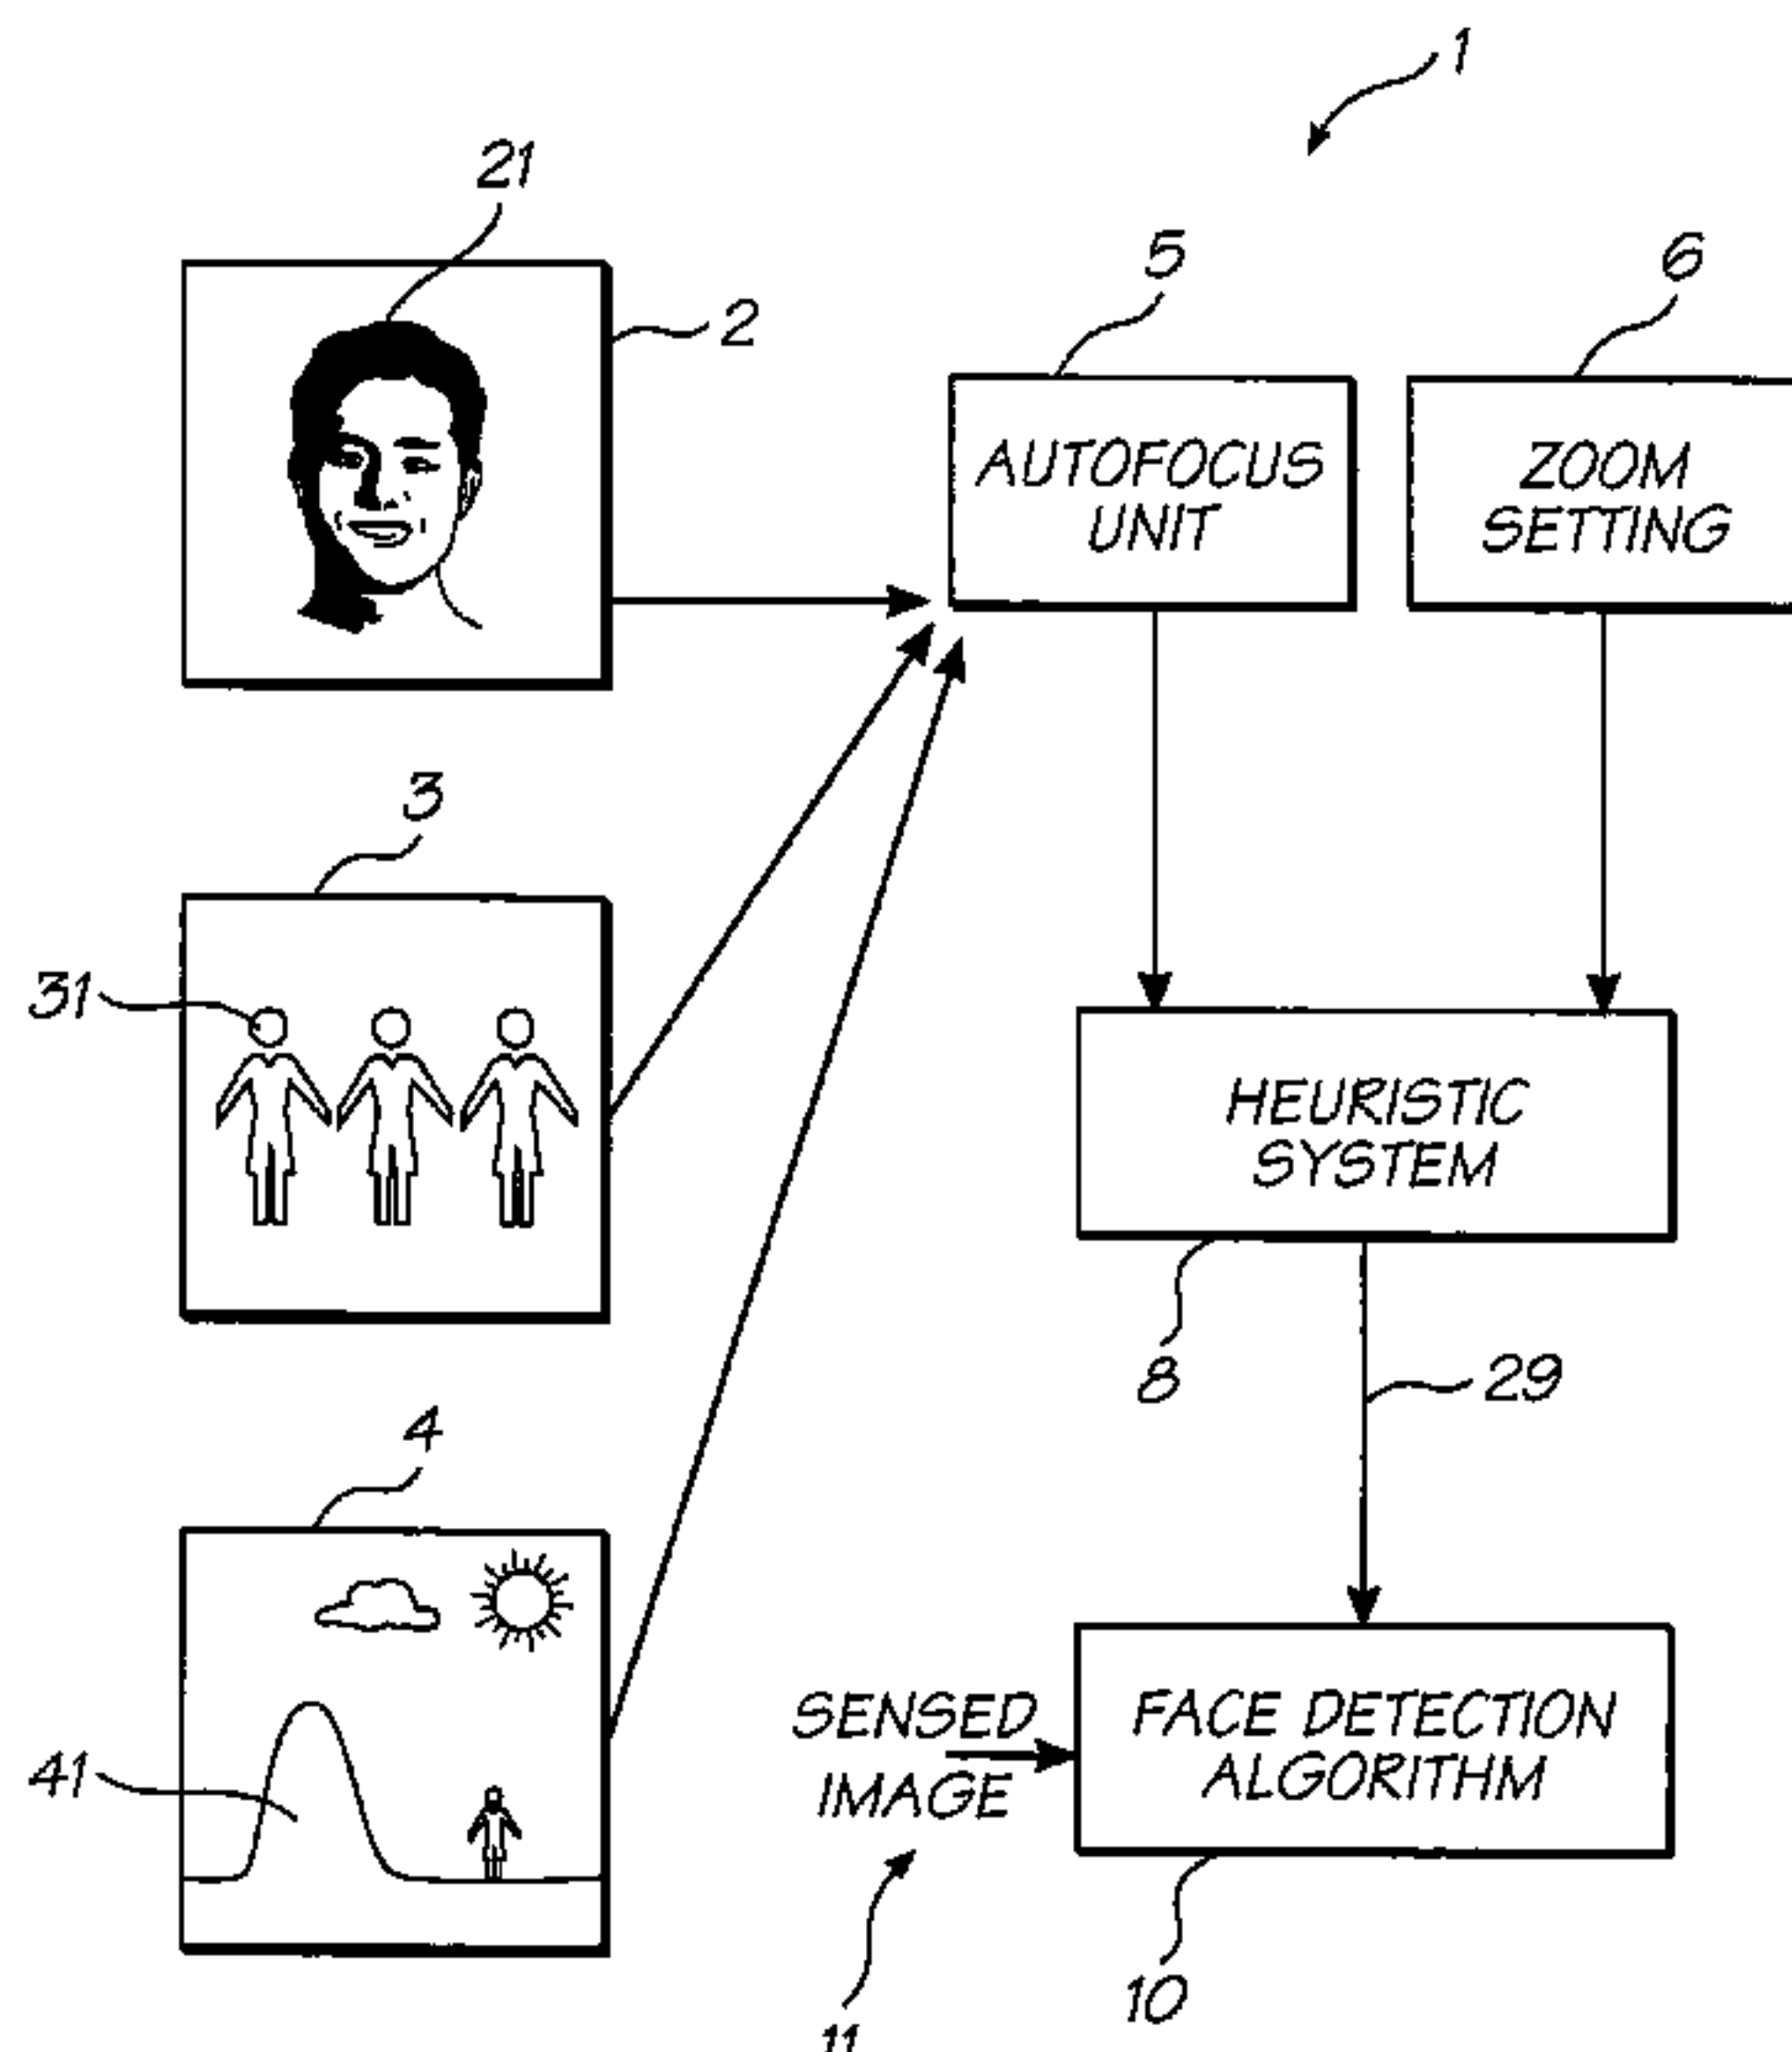 1
21
2
5
6
AUTOFOCUS
UNIT
ZOOM
SETTING
3
31
HEURISTIC
SYSTEM
8
29
4
41
SENSED
IMAGE
FACE DETECTION
ALGORITHM
10
11